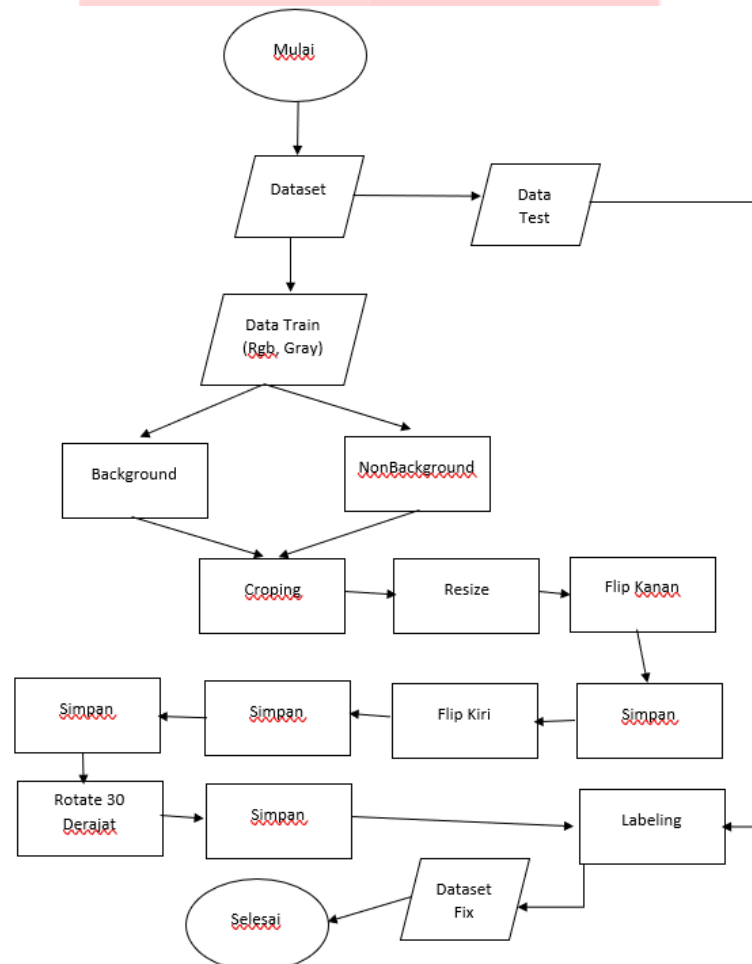 Mulai
Dataset
Data
Test
Data Train
(Rgb, Gray)
Background
NonBackground
Croping
Resize
Flip Kanan
Simpan
Flip Kiri
Simpan
Simpan
Rotate 30
Derajat
Simpan
Labeling
Dataset
Fix
Selesai